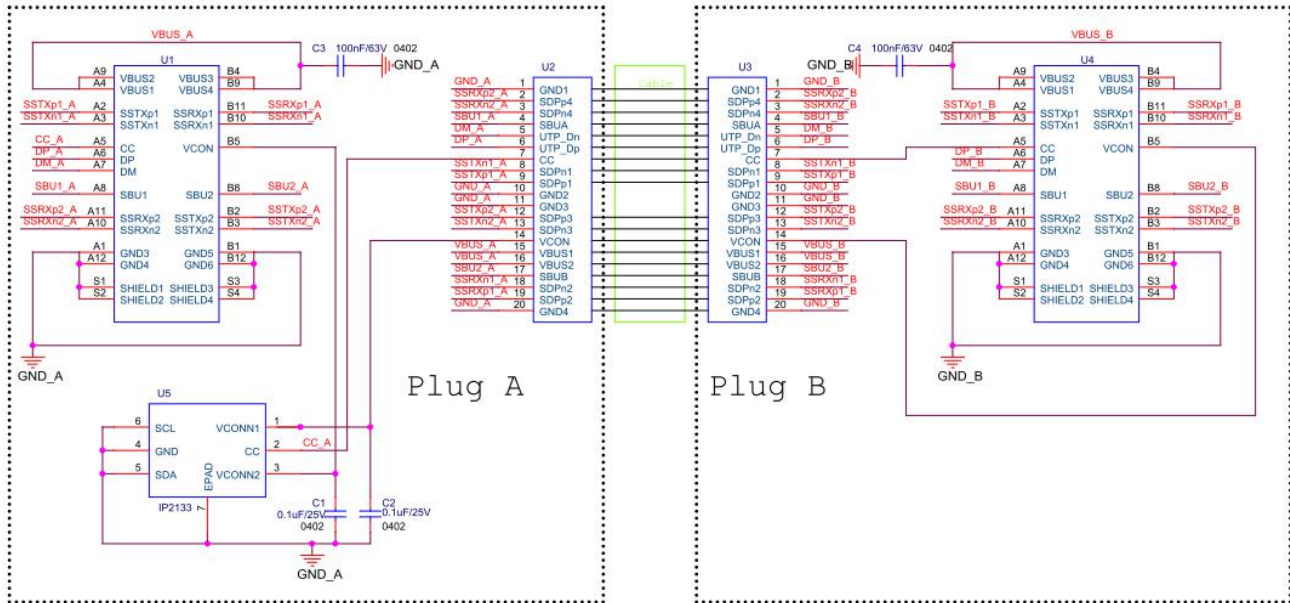 VBUS_A
C3 100nF/63V 0402
GND_A
U1
A9 VBUS2 VBUS3 B4
A4 VBUS1 VBUS4 B9
SSTXp1_A A2 SSTXp1 SSRXp1 B11 SSRXp1_A
SSTXn1_A A3 SSTXn1 SSRXn1 B10 SSRXn1_A
CC_A A5 CC VCON B5
DP_A A6 DP
DM_A A7 DM
SBU1_A A8 SBU1 SBU2 B8 SBU2_A
SSRXp2_A A11 SSRXp2 SSTXp2 B2 SSTXp2_A
SSRXn2_A A10 SSRXn2 SSTXn2 B3 SSTXn2_A
A1 GND3 GND5 B1
A12 GND4 GND6 B12
S1 SHIELD1 SHIELD3 S3
S2 SHIELD2 SHIELD4 S4
GND_A
U2
GND_A 1 GND1
SSRXp2_A 2 SDPp4
SSRXn2_A 3 SDPn4
SBU1_A 4 SBUA
DM_A 5 UTP_Dn
DP_A 6 UTP_Dp
7 CC
SSTXn1_A 8 SDPn1
SSTXp1_A 9 SDPp1
GND_A 10 GND2
GND_A 11 GND3
SSTXp2_A 12 SDPp3
SSTXn2_A 13 SDPn3
14 VCON
VBUS_A 15 VBUS1
VBUS_A 16 VBUS2
SBU2_A 17 SBUB
SSRXn1_A 18 SDPn2
SSRXp1_A 19 SDPp2
GND_A 20 GND4
Cable
U3
GND1 1 GND_B
SDPp4 2 SSRXp2_B
SDPn4 3 SSRXn2_B
SBUA 4 SBU1_B
UTP_Dn 5 DM_B
UTP_Dp 6 DP_B
CC 7
SDPn1 8 SSTXn1_B
SDPp1 9 SSTXp1_B
GND2 10 GND_B
GND3 11 GND_B
SDPp3 12 SSTXp2_B
SDPn3 13 SSTXn2_B
VCON 14
VBUS1 15 VBUS_B
VBUS2 16 VBUS_B
SBUB 17 SBU2_B
SDPn2 18 SSRXn1_B
SDPp2 19 SSRXp1_B
GND4 20 GND_B
VBUS_B
GND_B
C4 100nF/63V 0402
U4
A9 VBUS2 VBUS3 B4
A4 VBUS1 VBUS4 B9
SSTXp1_B A2 SSTXp1 SSRXp1 B11 SSRXp1_B
SSTXn1_B A3 SSTXn1 SSRXn1 B10 SSRXn1_B
A5 CC VCON B5
DP_B A6 DP
DM_B A7 DM
SBU1_B A8 SBU1 SBU2 B8 SBU2_B
SSRXp2_B A11 SSRXp2 SSTXp2 B2 SSTXp2_B
SSRXn2_B A10 SSRXn2 SSTXn2 B3 SSTXn2_B
A1 GND3 GND5 B1
A12 GND4 GND6 B12
S1 SHIELD1 SHIELD3 S3
S2 SHIELD2 SHIELD4 S4
GND_B
Plug A
Plug B
U5
6 SCL VCONN1 1
4 GND CC 2 CC_A
5 SDA VCONN2 3
EPAD
7
IP2133
C1
0.1uF/25V
0402
C2
0.1uF/25V
0402
GND_A